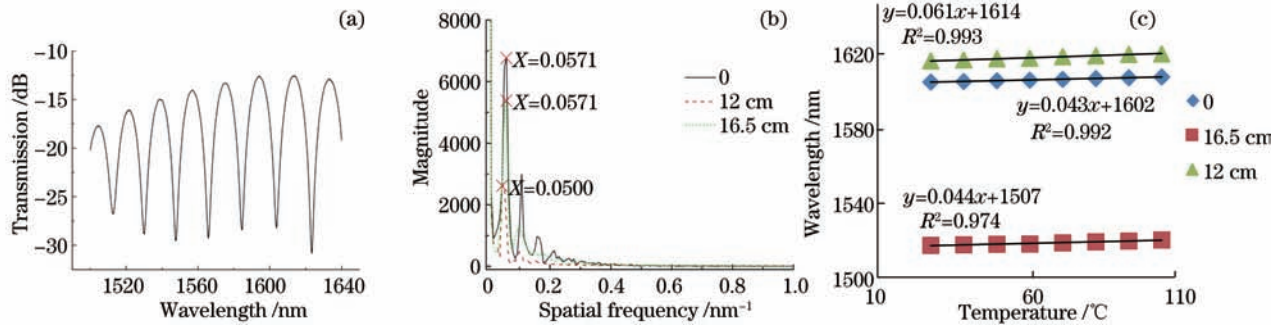 (a)
Transmission /dB
−10
−15
−20
−25
−30
1520 1560 1600 1640
Wavelength /nm
(b)
Magnitude
8000
6000
4000
2000
0
X=0.0571
X=0.0571
X=0.0500
0
12 cm
16.5 cm
0 0.2 0.4 0.6 0.8 1.0
Spatial frequency /nm⁻¹
(c)
Wavelength /nm
1620
1580
1540
1500
y=0.061x+1614
R²=0.993
y=0.043x+1602
R²=0.992
y=0.044x+1507
R²=0.974
0
16.5 cm
12 cm
10 60 110
Temperature /℃